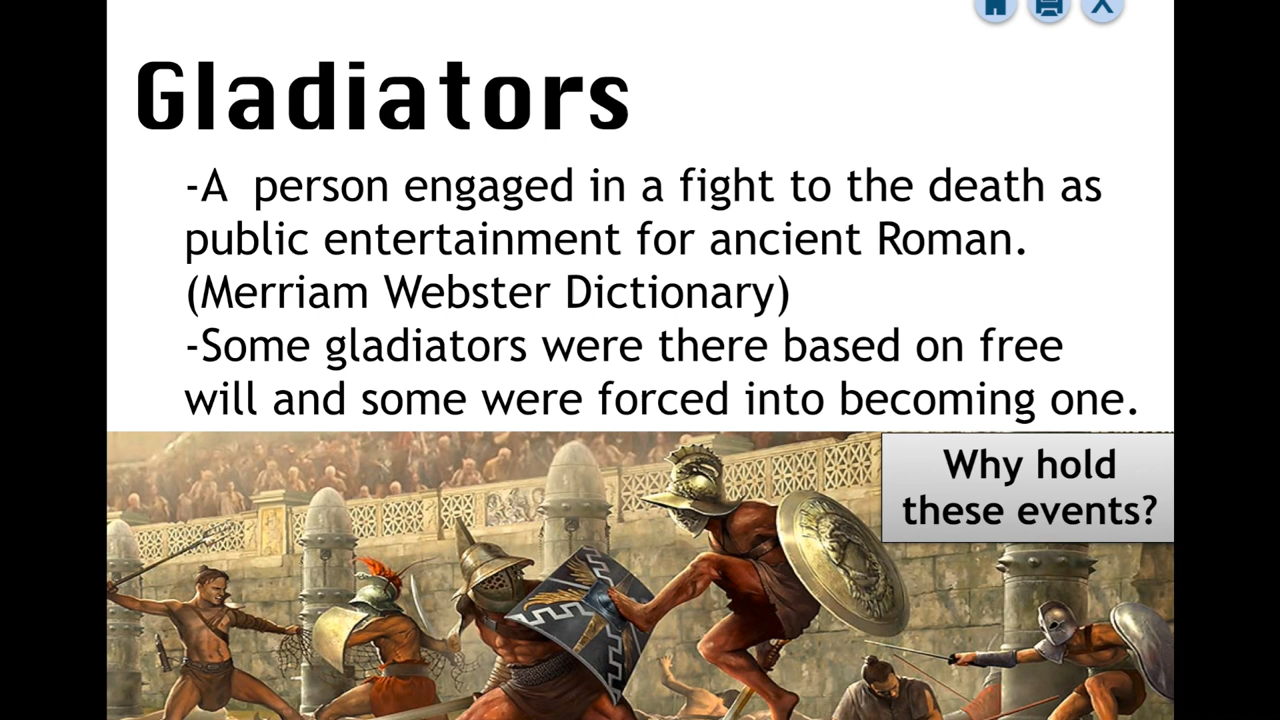 Gladiators
-A  person engaged in a fight to the death as
public entertainment for ancient Roman.
(Merriam Webster Dictionary)
-Some gladiators were there based on free
will and some were forced into becoming one.
Why hold
these events?